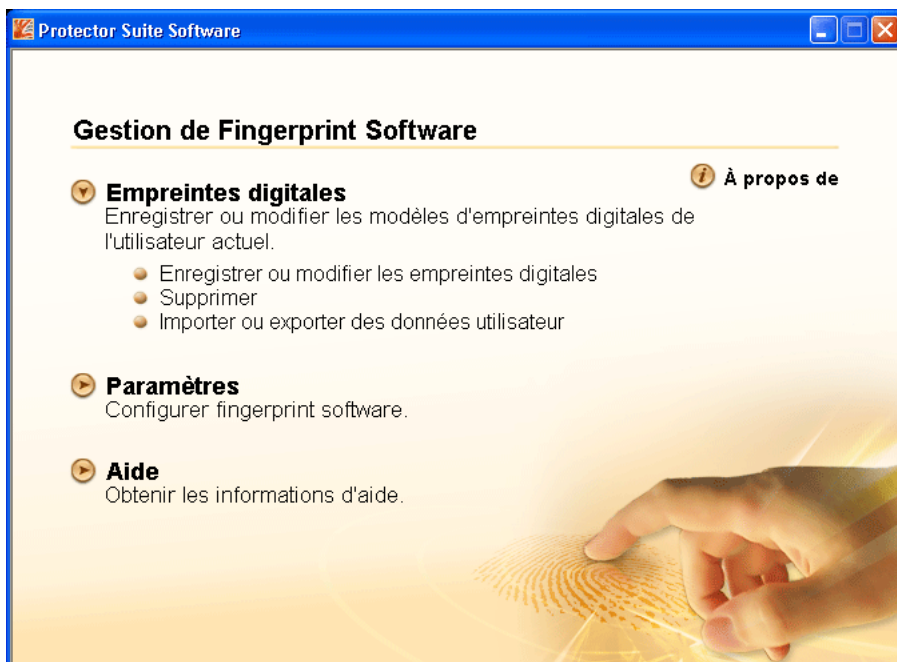 Protector Suite Software
Gestion de Fingerprint Software
À propos de
Empreintes digitales
Enregistrer ou modifier les modèles d'empreintes digitales de
l'utilisateur actuel.
Enregistrer ou modifier les empreintes digitales
Supprimer
Importer ou exporter des données utilisateur
Paramètres
Configurer fingerprint software.
Aide
Obtenir les informations d'aide.